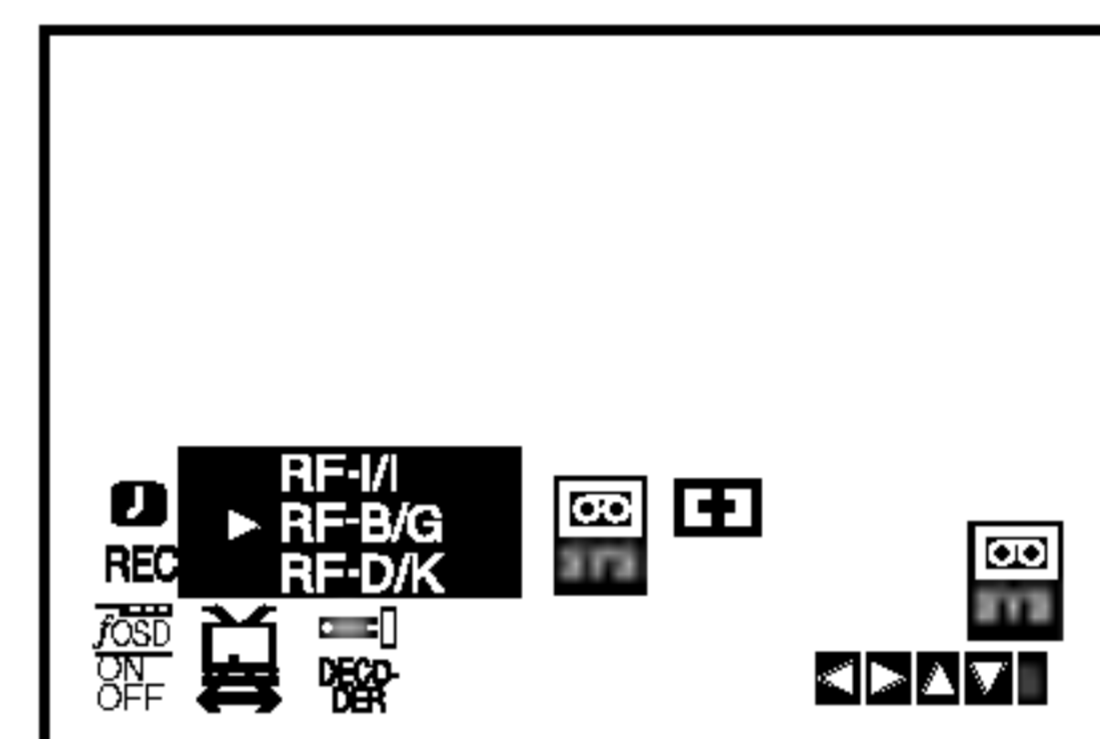 RF-I/I
RF-B/G
REC
RF-D/K
fOSD
ON
OFF
DECO-
DER